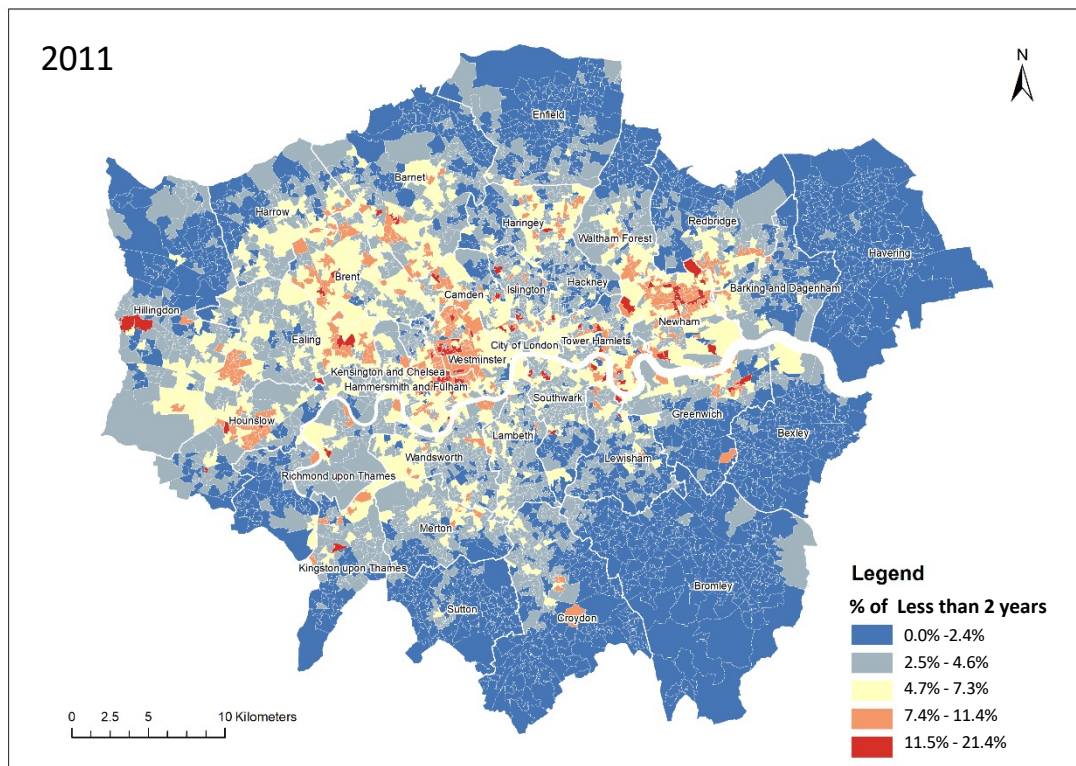 2011
N
Enfield
Barnet
Harrow
Haringey
Redbridge
Waltham Forest
Havering
Brent
Hackney
Islington
Camden
Barking and Dagenham
Hillingdon
Newham
Ealing
City of London
Tower Hamlets
Westminster
Kensington and Chelsea
Hammersmith and Fulham
Southwark
Greenwich
Hounslow
Bexley
Lambeth
Wandsworth
Lewisham
Richmond upon Thames
Merton
Kingston upon Thames
Bromley
Sutton
Croydon
Legend
% of Less than 2 years
0.0% -2.4%
2.5% - 4.6%
4.7% - 7.3%
7.4% - 11.4%
11.5% - 21.4%
0 2.5 5 10 Kilometers